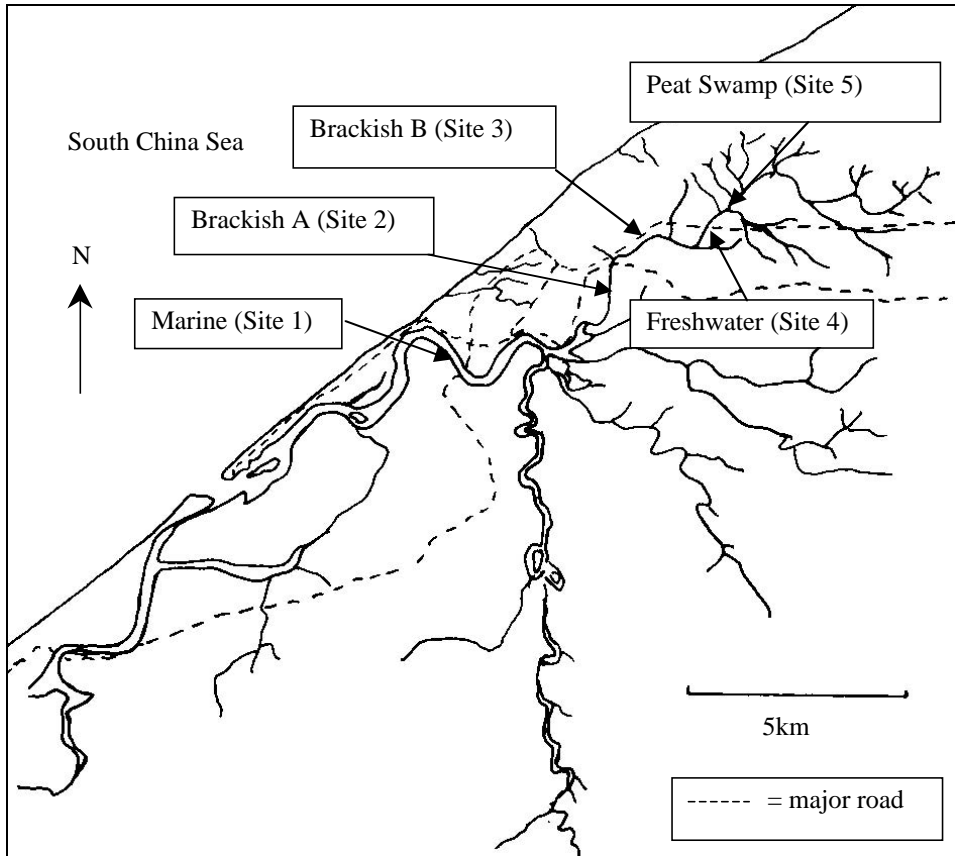 Peat Swamp (Site 5)
Brackish B (Site 3)
South China Sea
Brackish A (Site 2)
N
Marine (Site 1)
Freshwater (Site 4)
5km
= major road